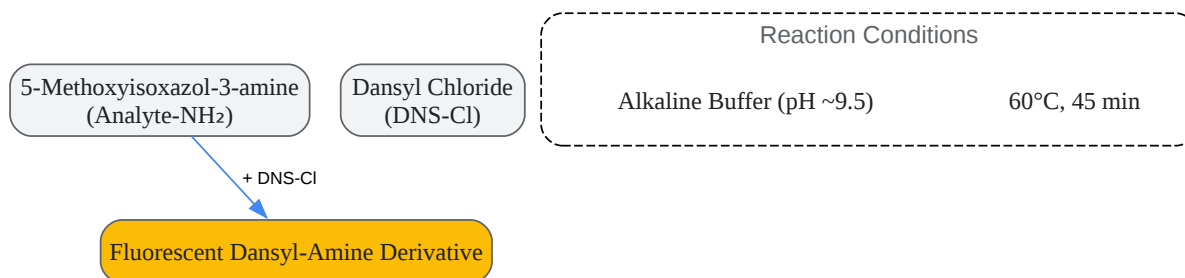 Reaction Conditions
5-Methoxyisoxazol-3-amine
(Analyte-NH₂)
Dansyl Chloride
(DNS-Cl)
Alkaline Buffer (pH ~9.5)
60°C, 45 min
+ DNS-Cl
Fluorescent Dansyl-Amine Derivative